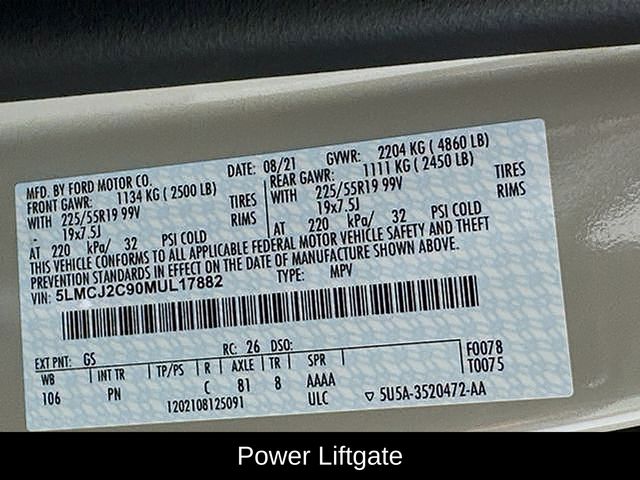 MFD. BY FORD MOTOR CO. DATE: 08/21 GVWR: 2204 KG ( 4860 LB)
FRONT GAWR: 1134 KG ( 2500 LB) REAR GAWR: 1111 KG ( 2450 LB)
WITH 225/55R19 99V TIRES 225/55R19 99V TIRES
- 19x7.5J RIMS WITH 19x7.5J RIMS
AT 220 kPa/ 32 PSI COLD AT 220 kPa/ 32 PSI COLD
THIS VEHICLE CONFORMS TO ALL APPLICABLE FEDERAL MOTOR VEHICLE SAFETY AND THEFT
PREVENTION STANDARDS IN EFFECT ON THE DATE OF MANUFACTURE SHOWN ABOVE.
VIN: 5LMCJ2C90MUL17882 TYPE: MPV
EXT PNT: GS RC: 26 DSO: F0078
WB INT TR TP/PS R AXLE TR SPR T0075
106 PN C 81 8 AAAA
1202108125091 ULC ▽ 5U5A-3520472-AA
Power Liftgate